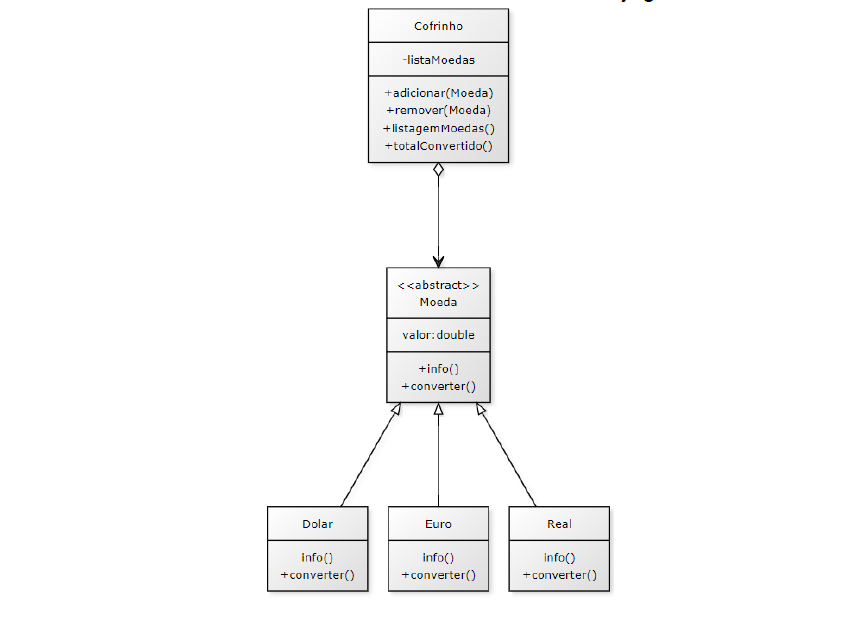 Cofrinho
-listaMoedas
+adicionar(Moeda)
+remover(Moeda)
+listagemMoedas()
+totalConvertido()
<<abstract>>
Moeda
valor:double
+info()
+converter()
Dolar
info()
+converter()
Euro
info()
+converter()
Real
info()
+converter()